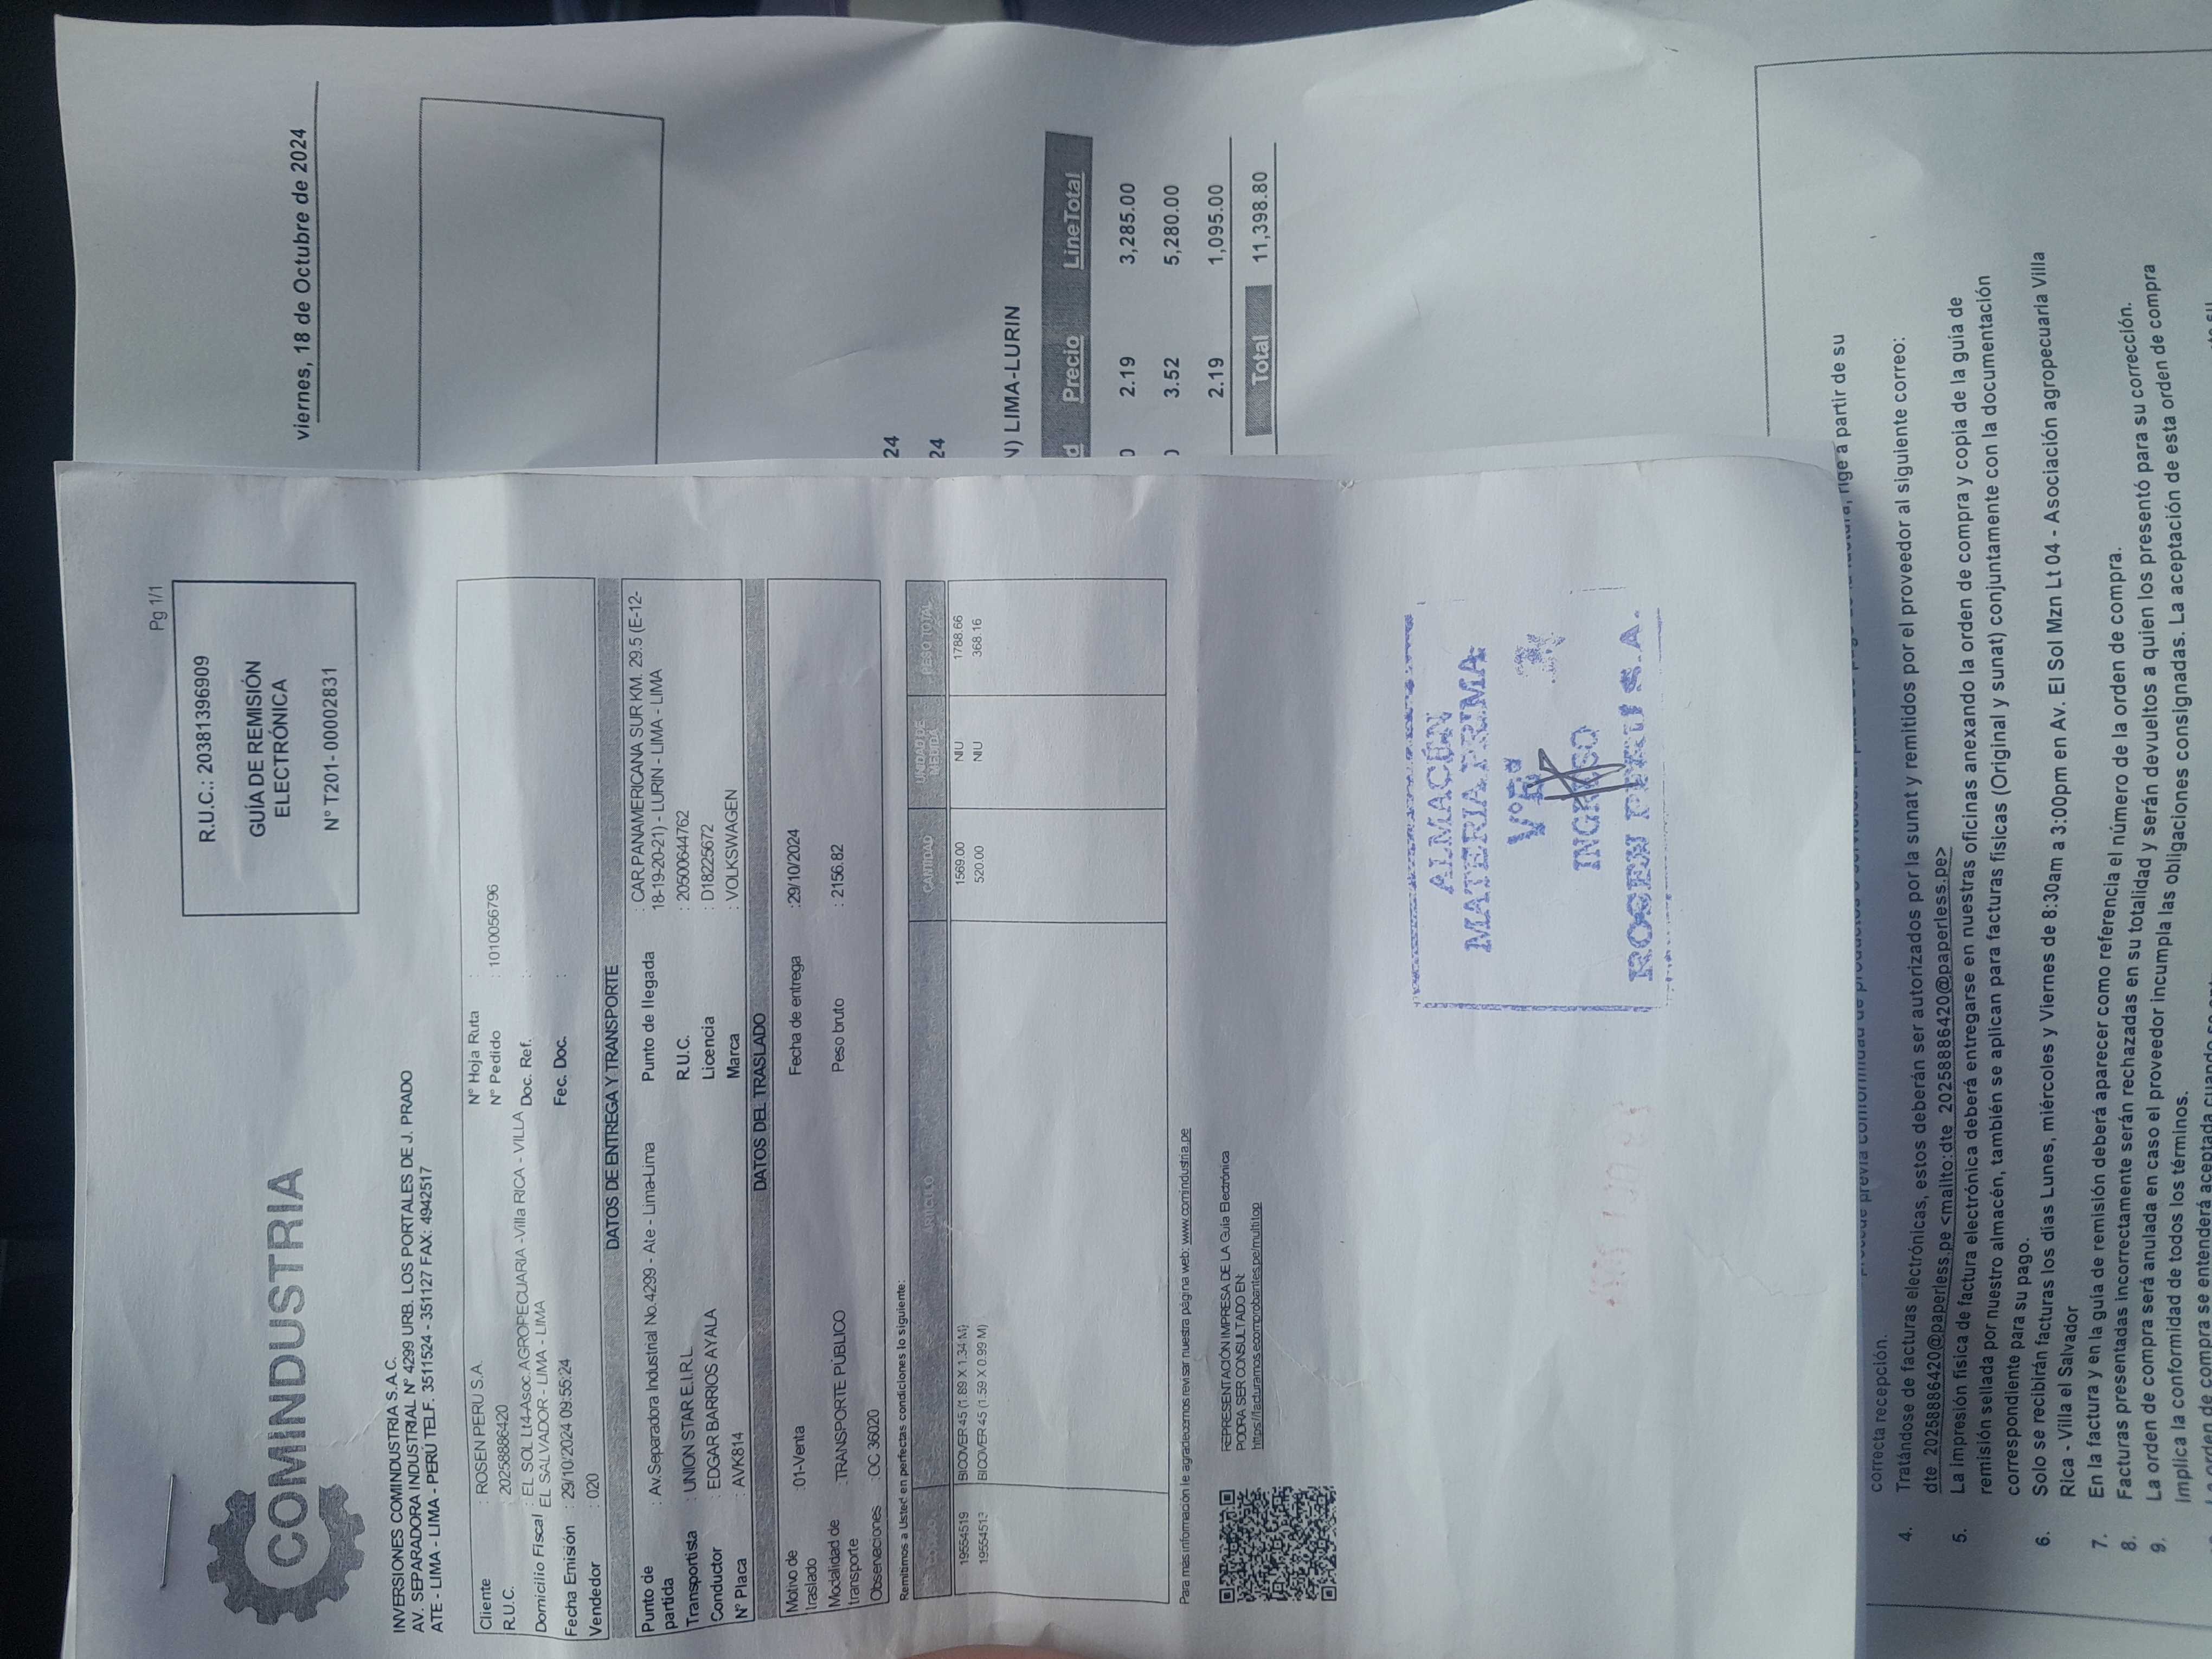 Pg 1/1
COMINDUSTRIA
R.U.C.: 20381396909
GUÍA DE REMISIÓN
ELECTRÓNICA
N° T201- 00002831
INVERSIONES COMINDUSTRIA S.A.C.
AV. SEPARADORA INDUSTRIAL N° 4299 URB. LOS PORTALES DE J. PRADO
ATE - LIMA - PERÚ TELF. 3511524 - 3511127 FAX: 4942517
Cliente : ROSEN PERU S.A. N° Hoja Ruta :
R.U.C. : 20258886420 N° Pedido : 1010056796
Domicilio Fiscal : EL SOL Lt4-Asoc. AGROPECUARIA -Villa RICA - VILLA Doc. Ref. :
EL SALVADOR - LIMA - LIMA
Fecha Emisión : 29/10/2024 09:55:24 Fec. Doc. :
Vendedor : 020
DATOS DE ENTREGA Y TRANSPORTE
Punto de partida : Av.Separadora Industrial No.4299 - Ate - Lima-Lima Punto de llegada : CAR.PANAMERICANA SUR KM. 29.5 (E-12-
18-19-20-21) - LURIN - LIMA - LIMA
Transportista : UNION STAR E.I.R.L R.U.C. : 20500644762
Conductor : EDGAR BARRIOS AYALA Licencia : D18225672
N° Placa : AVK814 Marca : VOLKSWAGEN
DATOS DEL TRASLADO
Motivo de traslado :01-Venta Fecha de entrega :29/10/2024
Modalidad de transporte :TRANSPORTE PÚBLICO Peso bruto : 2156.82
Observaciones :OC 36020
Remitimos a Usted en perfectas condiciones lo siguiente:
ARTICULO CANTIDAD UNIDAD DE MEDIDA PESO TOTAL
19554519 BICOVER 45 (1.89 X 1.34 M) 1569.00 NIU 1788.66
19554513 BICOVER 45 (1.59 X 0.99 M) 520.00 NIU 368.16
Para más información le agradecemos revisar nuestra página web: www.comindustria.pe
REPRESENTACIÓN IMPRESA DE LA Guía Electrónica
PODRA SER CONSULTADO EN:
https://facturamos.ecomprobantes.pe/multitop
ALMACÉN
MATERIA PRIMA
V°B°
INGRESO
ROSEN PERU S.A.
viernes, 18 de Octubre de 2024
24
24
N) LIMA-LURIN
d Precio LineTotal
2.19 3,285.00
3.52 5,280.00
2.19 1,095.00
Total 11,398.80
rige a partir de su
correcta recepción.
4. Tratándose de facturas electrónicas, estos deberán ser autorizados por la sunat y remitidos por el proveedor al siguiente correo:
dte_20258886420@paperless.pe <mailto:dte_20258886420@paperless.pe>
5. La impresión física de factura electrónica deberá entregarse en nuestras oficinas anexando la orden de compra y copia de la guía de
remisión sellada por nuestro almacén, también se aplican para facturas fisicas (Original y sunat) conjuntamente con la documentación
correspondiente para su pago.
6. Solo se recibirán facturas los días Lunes, miércoles y Viernes de 8:30am a 3:00pm en Av. El Sol Mzn Lt 04 - Asociación agropecuaria Villa
Rica - Villa el Salvador
7. En la factura y en la guía de remisión deberá aparecer como referencia el número de la orden de compra.
8. Facturas presentadas incorrectamente serán rechazadas en su totalidad y serán devueltos a quien los presentó para su corrección.
9. La orden de compra será anulada en caso el proveedor incumpla las obligaciones consignadas. La aceptación de esta orden de compra
implica la conformidad de todos los términos.
orden de compra se entenderá aceptada cuando